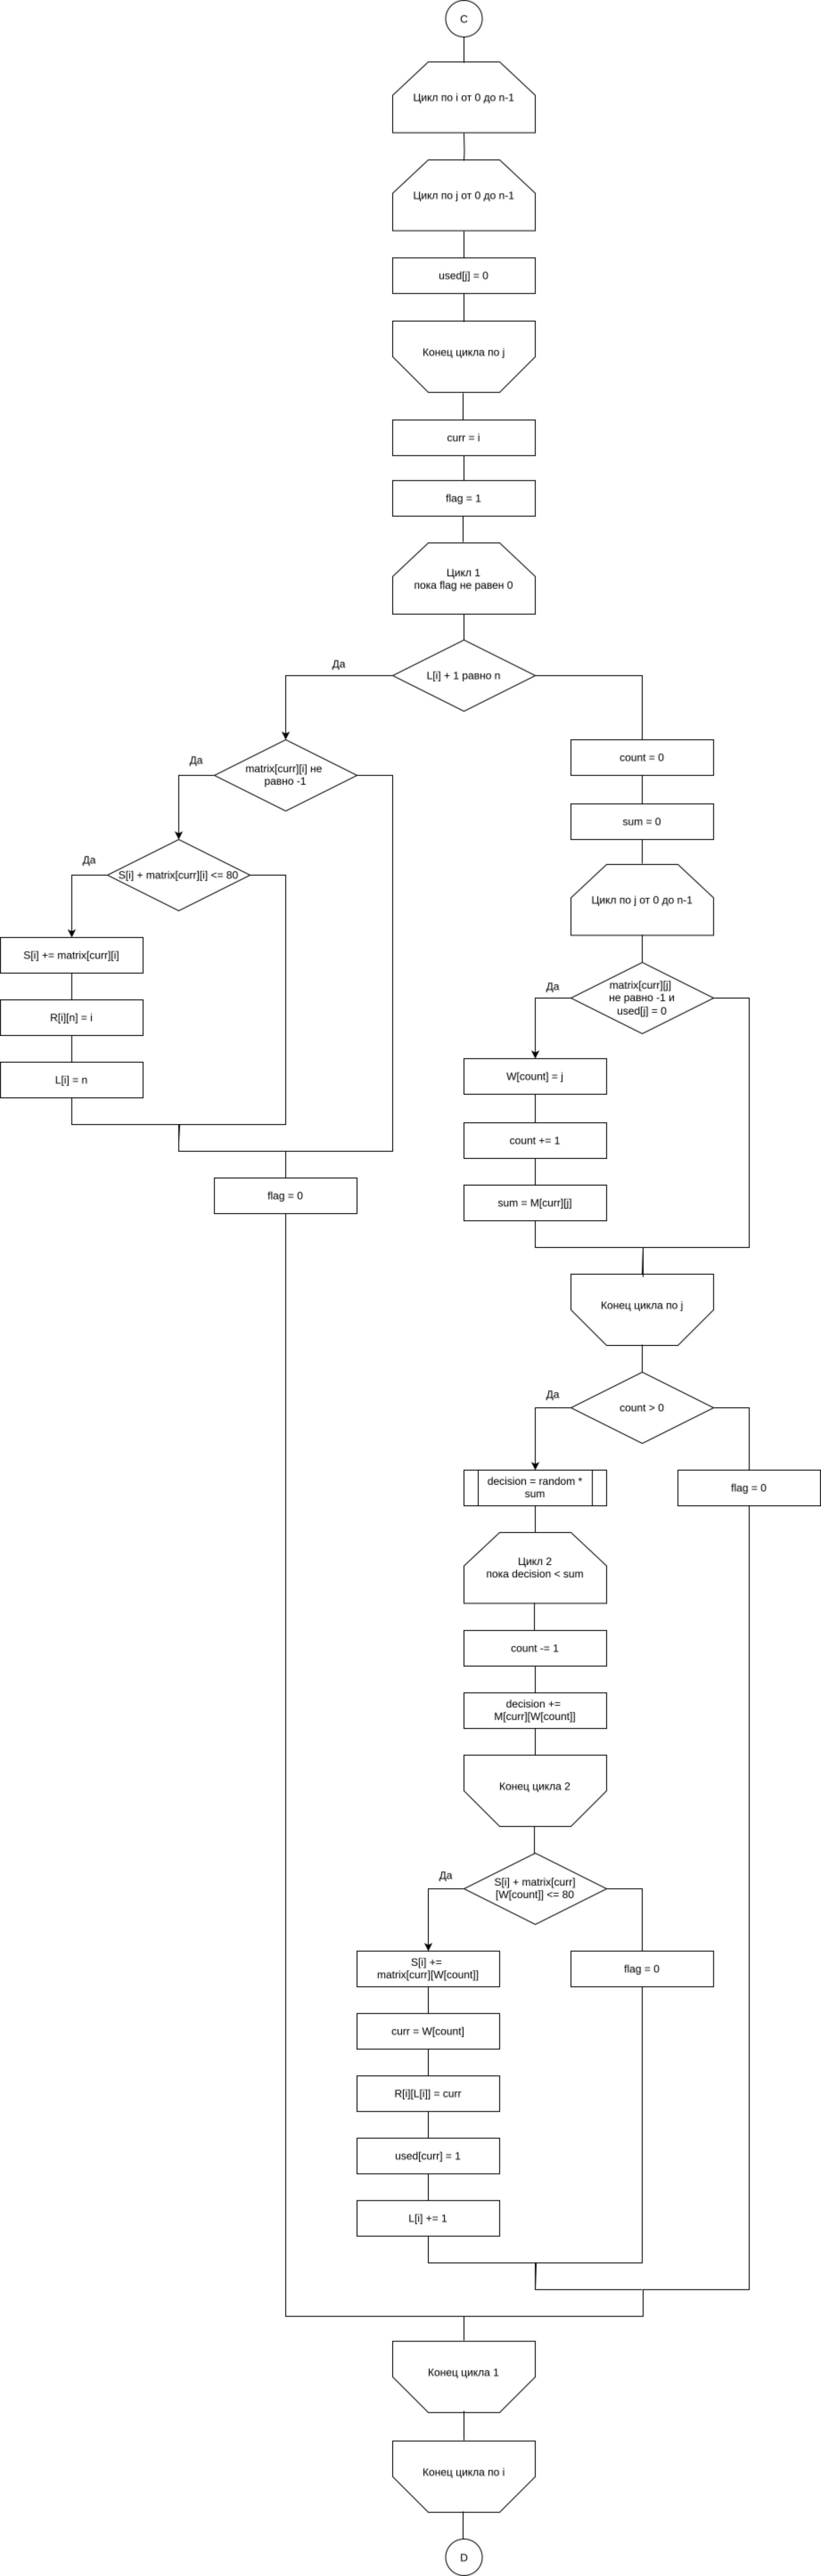 C
Цикл по i от 0 до n-1
Цикл по j от 0 до n-1
used[j] = 0
Конец цикла по j
curr = i
flag = 1
Цикл 1
пока flag не равен 0
L[i] + 1 равно n
Да
matrix[curr][i] не
равно -1
Да
S[i] + matrix[curr][i] <= 80
Да
S[i] += matrix[curr][i]
R[i][n] = i
L[i] = n
flag = 0
count = 0
sum = 0
Цикл по j от 0 до n-1
matrix[curr][j]
не равно -1 и
used[j] = 0
Да
W[count] = j
count += 1
sum = M[curr][j]
Конец цикла по j
count > 0
Да
decision = random *
sum
flag = 0
Цикл 2
пока decision < sum
count -= 1
decision +=
M[curr][W[count]]
Конец цикла 2
S[i] + matrix[curr]
[W[count]] <= 80
Да
S[i] +=
matrix[curr][W[count]]
flag = 0
curr = W[count]
R[i][L[i]] = curr
used[curr] = 1
L[i] += 1
Конец цикла 1
Конец цикла по i
D